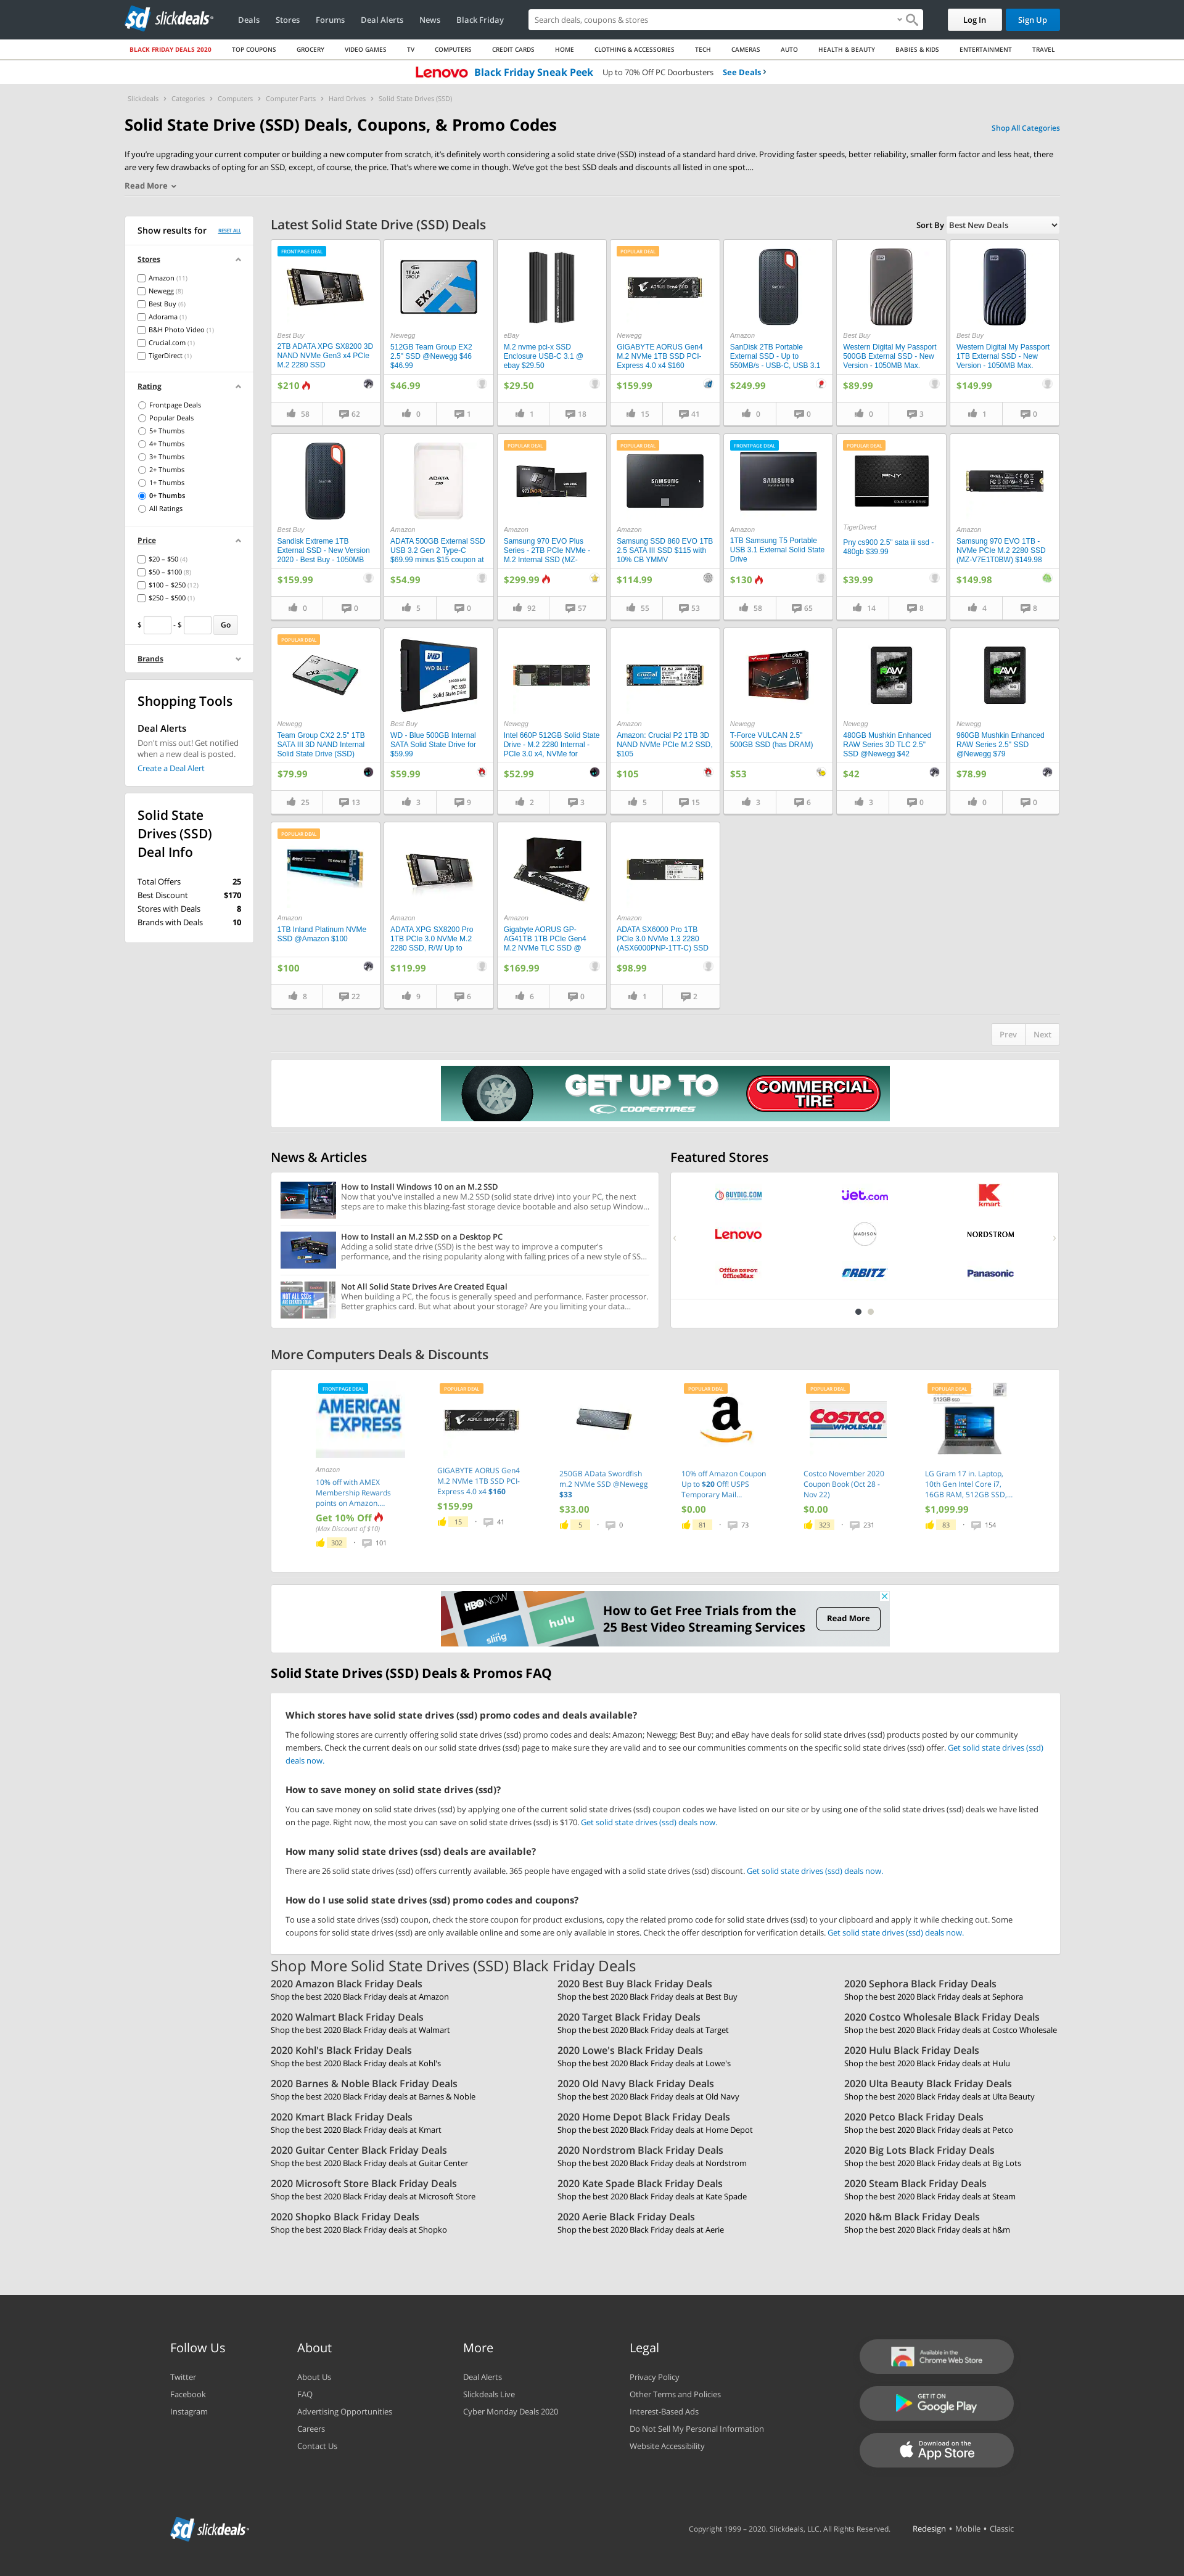 sd slickdeals
Deals Stores Forums Deal Alerts News Black Friday
Search deals, coupons & stores
Log In Sign Up
BLACK FRIDAY DEALS 2020 TOP COUPONS GROCERY VIDEO GAMES TV COMPUTERS CREDIT CARDS HOME CLOTHING & ACCESSORIES TECH CAMERAS AUTO HEALTH & BEAUTY BABIES & KIDS ENTERTAINMENT TRAVEL
Lenovo Black Friday Sneak Peek Up to 70% Off PC Doorbusters See Deals ›
Slickdeals › Categories › Computers › Computer Parts › Hard Drives › Solid State Drives (SSD)
Solid State Drive (SSD) Deals, Coupons, & Promo Codes
Shop All Categories
If you're upgrading your current computer or building a new computer from scratch, it's definitely worth considering a solid state drive (SSD) instead of a standard hard drive. Providing faster speeds, better reliability, smaller form factor and less heat, there
are very few drawbacks of opting for an SSD, except, of course, the price. That's where we come in though. We've got the best SSD deals and discounts all listed in one spot....
Read More
Show results for RESET ALL
Stores
Amazon (11)
Newegg (8)
Best Buy (6)
Adorama (1)
B&H Photo Video (1)
Crucial.com (1)
TigerDirect (1)
Rating
Frontpage Deals
Popular Deals
5+ Thumbs
4+ Thumbs
3+ Thumbs
2+ Thumbs
1+ Thumbs
0+ Thumbs
All Ratings
Price
$20 – $50 (4)
$50 – $100 (8)
$100 – $250 (12)
$250 – $500 (1)
$ - $ Go
Brands
Shopping Tools
Deal Alerts
Don't miss out! Get notified
when a new deal is posted.
Create a Deal Alert
Solid State
Drives (SSD)
Deal Info
Total Offers 25
Best Discount $170
Stores with Deals 8
Brands with Deals 10
Latest Solid State Drive (SSD) Deals
Sort By Best New Deals
FRONTPAGE DEAL
Best Buy
2TB ADATA XPG SX8200 3D
NAND NVMe Gen3 x4 PCIe
M.2 2280 SSD
$210
58 62
Newegg
512GB Team Group EX2
2.5" SSD @Newegg $46
$46.99
$46.99
0 1
eBay
M.2 nvme pci-x SSD
Enclosure USB-C 3.1 @
ebay $29.50
$29.50
1 18
POPULAR DEAL
Newegg
GIGABYTE AORUS Gen4
M.2 NVMe 1TB SSD PCI-
Express 4.0 x4 $160
$159.99
15 41
Amazon
SanDisk 2TB Portable
External SSD - Up to
550MB/s - USB-C, USB 3.1
$249.99
0 0
Best Buy
Western Digital My Passport
500GB External SSD - New
Version - 1050MB Max.
$89.99
0 3
Best Buy
Western Digital My Passport
1TB External SSD - New
Version - 1050MB Max.
$149.99
1 0
Best Buy
Sandisk Extreme 1TB
External SSD - New Version
2020 - Best Buy - 1050MB
$159.99
0 0
Amazon
ADATA 500GB External SSD
USB 3.2 Gen 2 Type-C
$69.99 minus $15 coupon at
$54.99
5 0
POPULAR DEAL
Amazon
Samsung 970 EVO Plus
Series - 2TB PCIe NVMe -
M.2 Internal SSD (MZ-
$299.99
92 57
POPULAR DEAL
SAMSUNG
Amazon
Samsung SSD 860 EVO 1TB
2.5 SATA III SSD $115 with
10% CB YMMV
$114.99
55 53
FRONTPAGE DEAL
SAMSUNG
Amazon
1TB Samsung T5 Portable
USB 3.1 External Solid State
Drive
$130
58 65
POPULAR DEAL
PNY
TigerDirect
Pny cs900 2.5" sata iii ssd -
480gb $39.99
$39.99
14 8
Amazon
Samsung 970 EVO 1TB -
NVMe PCIe M.2 2280 SSD
(MZ-V7E1T0BW) $149.98
$149.98
4 8
POPULAR DEAL
Newegg
Team Group CX2 2.5" 1TB
SATA III 3D NAND Internal
Solid State Drive (SSD)
$79.99
25 13
WD BLUE
Best Buy
WD - Blue 500GB Internal
SATA Solid State Drive for
$59.99
$59.99
3 9
Newegg
Intel 660P 512GB Solid State
Drive - M.2 2280 Internal -
PCIe 3.0 x4, NVMe for
$52.99
2 3
Amazon
Amazon: Crucial P2 1TB 3D
NAND NVMe PCIe M.2 SSD,
$105
$105
5 15
Newegg
T-Force VULCAN 2.5"
500GB SSD (has DRAM)
$53
3 6
Newegg
480GB Mushkin Enhanced
RAW Series 3D TLC 2.5"
SSD @Newegg $42
$42
3 0
Newegg
960GB Mushkin Enhanced
RAW Series 2.5" SSD
@Newegg $79
$78.99
0 0
POPULAR DEAL
Amazon
1TB Inland Platinum NVMe
SSD @Amazon $100
$100
8 22
Amazon
ADATA XPG SX8200 Pro
1TB PCIe 3.0 NVMe M.2
2280 SSD, R/W Up to
$119.99
9 6
Amazon
Gigabyte AORUS GP-
AG41TB 1TB PCIe Gen4
M.2 NVMe TLC SSD @
$169.99
6 0
Amazon
ADATA SX6000 Pro 1TB
PCIe 3.0 NVMe 1.3 2280
(ASX6000PNP-1TT-C) SSD
$98.99
1 2
Prev Next
GET UP TO COOPERTIRES COMMERCIAL TIRE
News & Articles
How to Install Windows 10 on an M.2 SSD
Now that you've installed a new M.2 SSD (solid state drive) into your PC, the next
steps are to make this blazing-fast storage device bootable and also setup Window...
How to Install an M.2 SSD on a Desktop PC
Adding a solid state drive (SSD) is the best way to improve a computer's
performance, and the rising popularity along with falling prices of a new style of SS...
Not All Solid State Drives Are Created Equal
When building a PC, the focus is generally speed and performance. Faster processor.
Better graphics card. But what about your storage? Are you limiting your data...
Featured Stores
BUYDIG.COM Jet.com kmart
Lenovo MADISON NORDSTROM
Office DEPOT OfficeMax ORBITZ Panasonic
More Computers Deals & Discounts
FRONTPAGE DEAL
AMERICAN EXPRESS
Amazon
10% off with AMEX
Membership Rewards
points on Amazon....
Get 10% Off
(Max Discount of $10)
302 101
POPULAR DEAL
GIGABYTE AORUS Gen4
M.2 NVMe 1TB SSD PCI-
Express 4.0 x4 $160
$159.99
15 41
250GB AData Swordfish
m.2 NVMe SSD @Newegg
$33
$33.00
5 0
POPULAR DEAL
10% off Amazon Coupon
Up to $20 Off! USPS
Temporary Mail...
$0.00
81 73
POPULAR DEAL
COSTCO WHOLESALE
Costco November 2020
Coupon Book (Oct 28 -
Nov 22)
$0.00
323 231
POPULAR DEAL
512GB SSD
LG Gram 17 in. Laptop,
10th Gen Intel Core i7,
16GB RAM, 512GB SSD,...
$1,099.99
83 154
HBO NOW sling hulu
How to Get Free Trials from the
25 Best Video Streaming Services
Read More
Solid State Drives (SSD) Deals & Promos FAQ
Which stores have solid state drives (ssd) promo codes and deals available?
The following stores are currently offering solid state drives (ssd) promo codes and deals: Amazon; Newegg; Best Buy; and eBay have deals for solid state drives (ssd) products posted by our community
members. Check the current deals on our solid state drives (ssd) page to make sure they are valid and to see our communities comments on the specific solid state drives (ssd) offer. Get solid state drives (ssd)
deals now.
How to save money on solid state drives (ssd)?
You can save money on solid state drives (ssd) by applying one of the current solid state drives (ssd) coupon codes we have listed on our site or by using one of the solid state drives (ssd) deals we have listed
on the page. Right now, the most you can save on solid state drives (ssd) is $170. Get solid state drives (ssd) deals now.
How many solid state drives (ssd) deals are available?
There are 26 solid state drives (ssd) offers currently available. 365 people have engaged with a solid state drives (ssd) discount. Get solid state drives (ssd) deals now.
How do I use solid state drives (ssd) promo codes and coupons?
To use a solid state drives (ssd) coupon, check the store coupon for product exclusions, copy the related promo code for solid state drives (ssd) to your clipboard and apply it while checking out. Some
coupons for solid state drives (ssd) are only available online and some are only available in stores. Check the offer description for verification details. Get solid state drives (ssd) deals now.
Shop More Solid State Drives (SSD) Black Friday Deals
2020 Amazon Black Friday Deals 2020 Best Buy Black Friday Deals 2020 Sephora Black Friday Deals
Shop the best 2020 Black Friday deals at Amazon Shop the best 2020 Black Friday deals at Best Buy Shop the best 2020 Black Friday deals at Sephora
2020 Walmart Black Friday Deals 2020 Target Black Friday Deals 2020 Costco Wholesale Black Friday Deals
Shop the best 2020 Black Friday deals at Walmart Shop the best 2020 Black Friday deals at Target Shop the best 2020 Black Friday deals at Costco Wholesale
2020 Kohl's Black Friday Deals 2020 Lowe's Black Friday Deals 2020 Hulu Black Friday Deals
Shop the best 2020 Black Friday deals at Kohl's Shop the best 2020 Black Friday deals at Lowe's Shop the best 2020 Black Friday deals at Hulu
2020 Barnes & Noble Black Friday Deals 2020 Old Navy Black Friday Deals 2020 Ulta Beauty Black Friday Deals
Shop the best 2020 Black Friday deals at Barnes & Noble Shop the best 2020 Black Friday deals at Old Navy Shop the best 2020 Black Friday deals at Ulta Beauty
2020 Kmart Black Friday Deals 2020 Home Depot Black Friday Deals 2020 Petco Black Friday Deals
Shop the best 2020 Black Friday deals at Kmart Shop the best 2020 Black Friday deals at Home Depot Shop the best 2020 Black Friday deals at Petco
2020 Guitar Center Black Friday Deals 2020 Nordstrom Black Friday Deals 2020 Big Lots Black Friday Deals
Shop the best 2020 Black Friday deals at Guitar Center Shop the best 2020 Black Friday deals at Nordstrom Shop the best 2020 Black Friday deals at Big Lots
2020 Microsoft Store Black Friday Deals 2020 Kate Spade Black Friday Deals 2020 Steam Black Friday Deals
Shop the best 2020 Black Friday deals at Microsoft Store Shop the best 2020 Black Friday deals at Kate Spade Shop the best 2020 Black Friday deals at Steam
2020 Shopko Black Friday Deals 2020 Aerie Black Friday Deals 2020 h&m Black Friday Deals
Shop the best 2020 Black Friday deals at Shopko Shop the best 2020 Black Friday deals at Aerie Shop the best 2020 Black Friday deals at h&m
Follow Us
Twitter
Facebook
Instagram
About
About Us
FAQ
Advertising Opportunities
Careers
Contact Us
More
Deal Alerts
Slickdeals Live
Cyber Monday Deals 2020
Legal
Privacy Policy
Other Terms and Policies
Interest-Based Ads
Do Not Sell My Personal Information
Website Accessibility
Available in the
Chrome Web Store
GET IT ON
Google Play
Download on the
App Store
sd slickdeals
Copyright 1999 – 2020. Slickdeals, LLC. All Rights Reserved. Redesign • Mobile • Classic